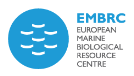 EMBRC
EUROPEAN
MARINE
BIOLOGICAL
RESOURCE
CENTRE